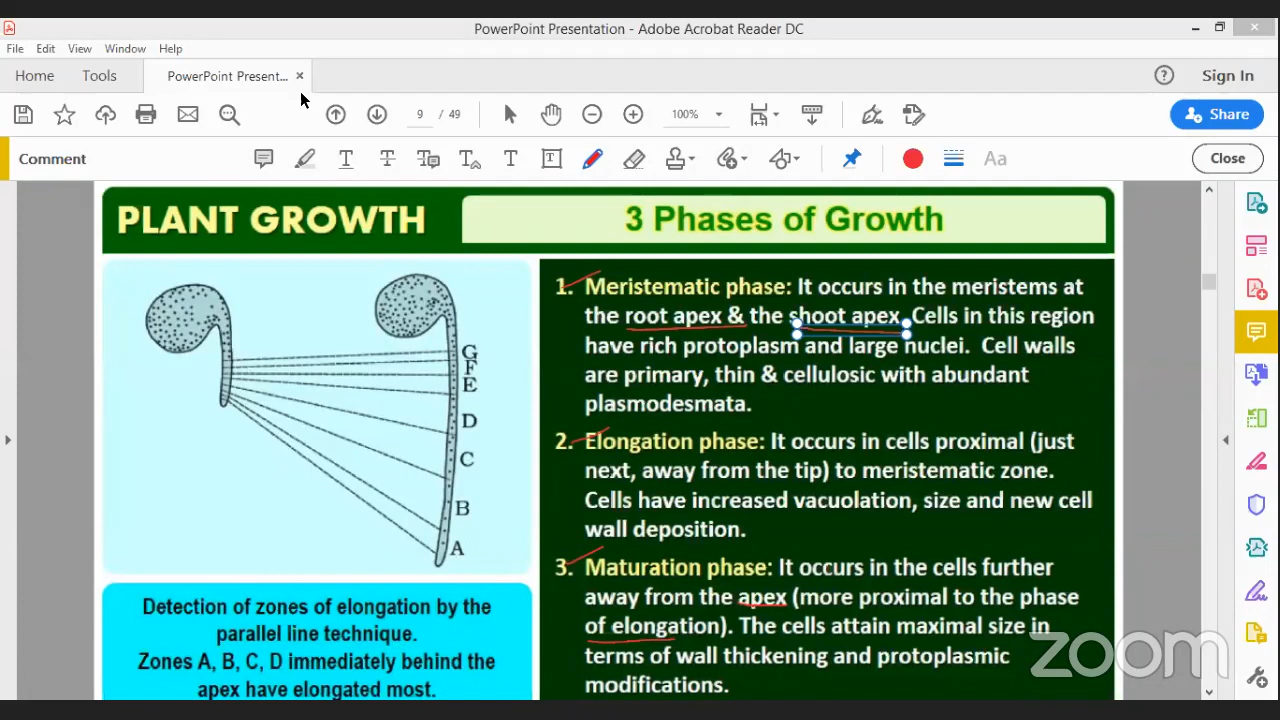 PowerPoint Presentation - Adobe Acrobat Reader DC
File Edit View Window Help
Home Tools PowerPoint Present... × Sign In
9 / 49 100% Share
Comment Aa Close
PLANT GROWTH
3 Phases of Growth
G
F
E
D
C
B
A
Detection of zones of elongation by the
parallel line technique.
Zones A, B, C, D immediately behind the
apex have elongated most.
1. Meristematic phase: It occurs in the meristems at
the root apex & the shoot apex. Cells in this region
have rich protoplasm and large nuclei. Cell walls
are primary, thin & cellulosic with abundant
plasmodesmata.
2. Elongation phase: It occurs in cells proximal (just
next, away from the tip) to meristematic zone.
Cells have increased vacuolation, size and new cell
wall deposition.
3. Maturation phase: It occurs in the cells further
away from the apex (more proximal to the phase
of elongation). The cells attain maximal size in
terms of wall thickening and protoplasmic
modifications.
zoom